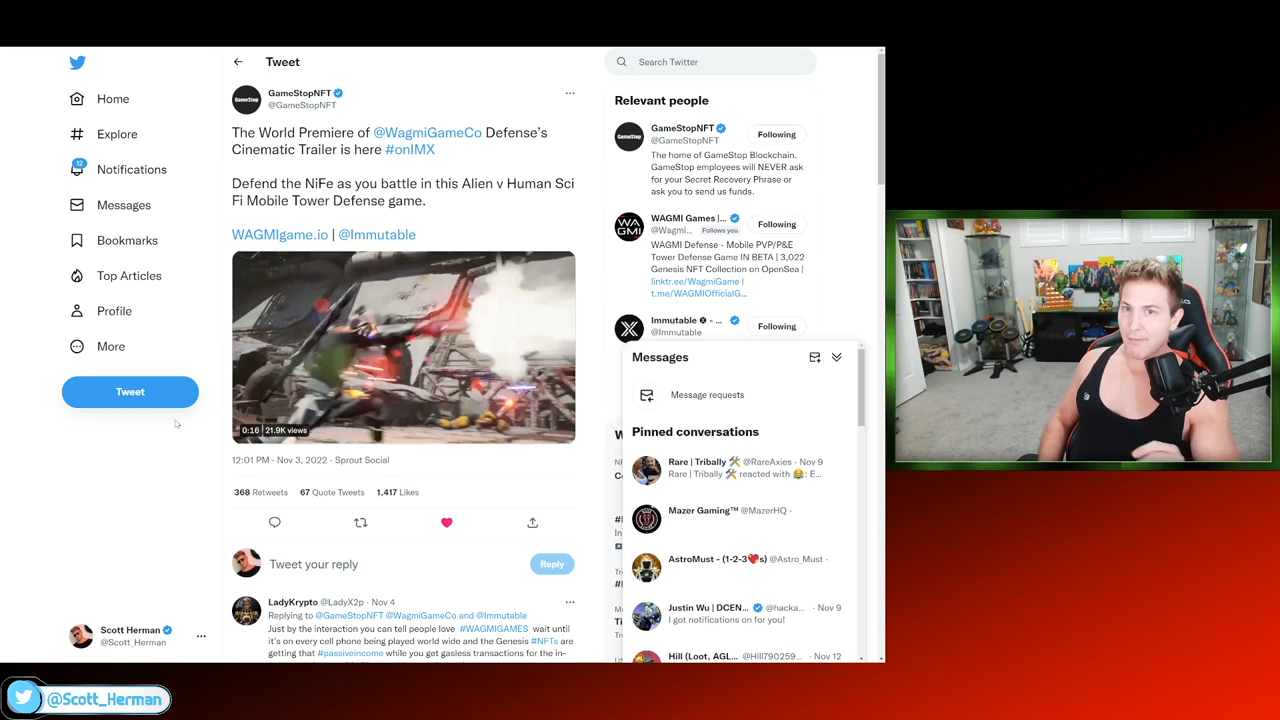 Home
Explore
12
Notifications
Messages
Bookmarks
Top Articles
Profile
More
Tweet
Scott Herman
@Scott_Herman
Tweet
GameStop
GameStopNFT
@GameStopNFT
The World Premiere of @WagmiGameCo Defense's
Cinematic Trailer is here #onIMX
Defend the NiFe as you battle in this Alien v Human Sci
Fi Mobile Tower Defense game.
WAGMIgame.io | @Immutable
0:16 | 21.9K views
12:01 PM · Nov 3, 2022 · Sprout Social
368 Retweets 67 Quote Tweets 1,417 Likes
Tweet your reply
Reply
LadyKrypto @LadyX2p · Nov 4
Replying to @GameStopNFT @WagmiGameCo and @Immutable
Just by the interaction you can tell people love #WAGMIGAMES wait until
it's on every cell phone being played world wide and the Genesis #NFTs are
getting that #passiveincome while you get gasless transactions for the in-
Search Twitter
Relevant people
GameStop
GameStopNFT
@GameStopNFT
Following
The home of GameStop Blockchain.
GameStop employees will NEVER ask
for your Secret Recovery Phrase or
ask you to send us funds.
WA
GMI
WAGMI Games |...
@Wagmi... Follows you
Following
WAGMI Defense - Mobile PVP/P&E
Tower Defense Game IN BETA | 3,022
Genesis NFT Collection on OpenSea |
linktr.ee/WagmiGame |
t.me/WAGMIOfficialG...
Immutable - ...
@Immutable
Following
Messages
Message requests
Pinned conversations
Rare | Tribally 🛠 @RareAxies · Nov 9
Rare | Tribally 🛠 reacted with 😂: E...
Mazer Gaming™ @MazerHQ ·
AstroMust - (1-2-3❤️s) @Astro_Must ·
Justin Wu | DCEN... @hacka... · Nov 9
I got notifications on for you!
Hill (Loot, AGL... @Hill790259... · Nov 12
@Scott_Herman